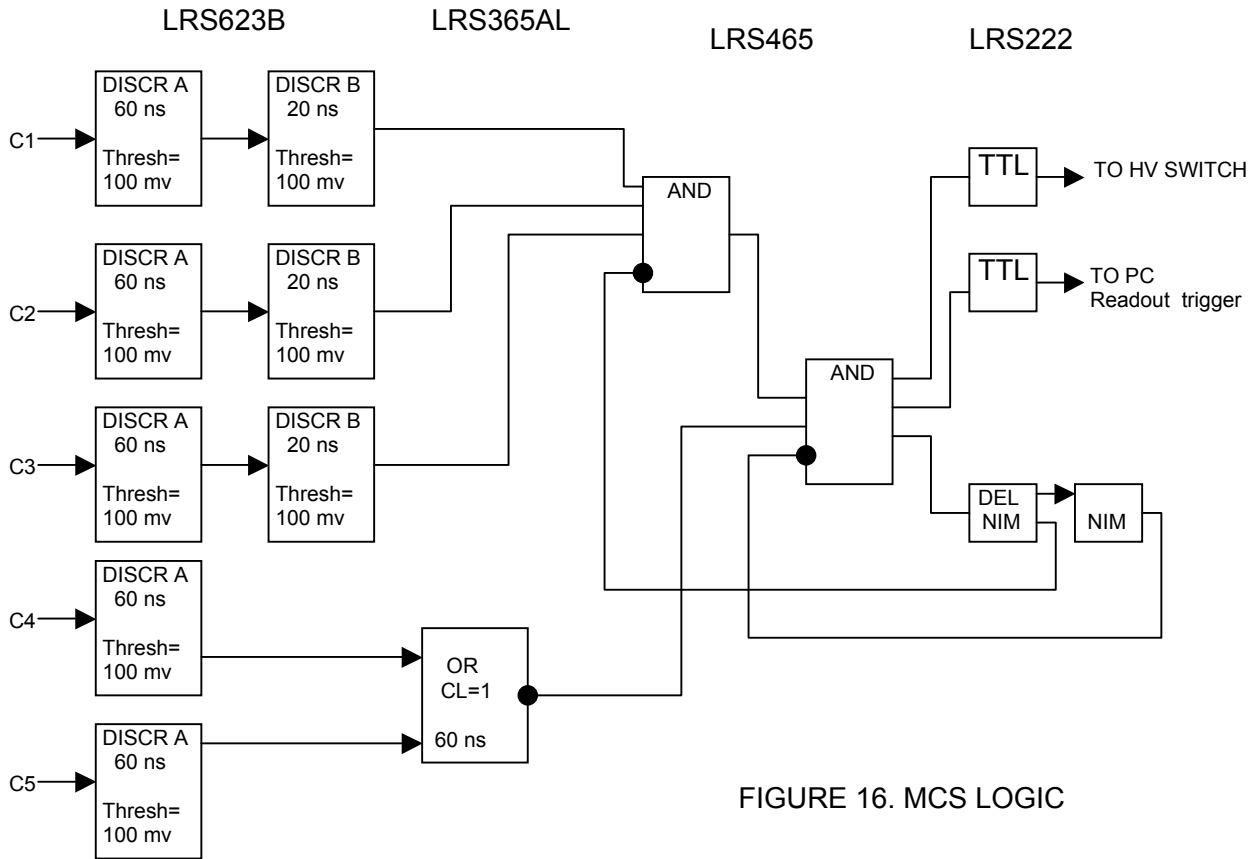 LRS623B
LRS365AL
LRS465
LRS222
C1
DISCR A
60 ns
Thresh=
100 mv
DISCR B
20 ns
Thresh=
100 mv
C2
DISCR A
60 ns
Thresh=
100 mv
DISCR B
20 ns
Thresh=
100 mv
C3
DISCR A
60 ns
Thresh=
100 mv
DISCR B
20 ns
Thresh=
100 mv
C4
DISCR A
60 ns
Thresh=
100 mv
C5
DISCR A
60 ns
Thresh=
100 mv
OR
CL=1
60 ns
AND
AND
TTL
TO HV SWITCH
TTL
TO PC
Readout trigger
DEL
NIM
NIM
FIGURE 16. MCS LOGIC